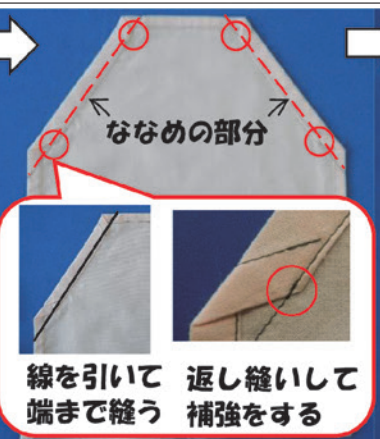 ななめの部分
線を引いて
端まで縫う
返し縫いして
補強をする